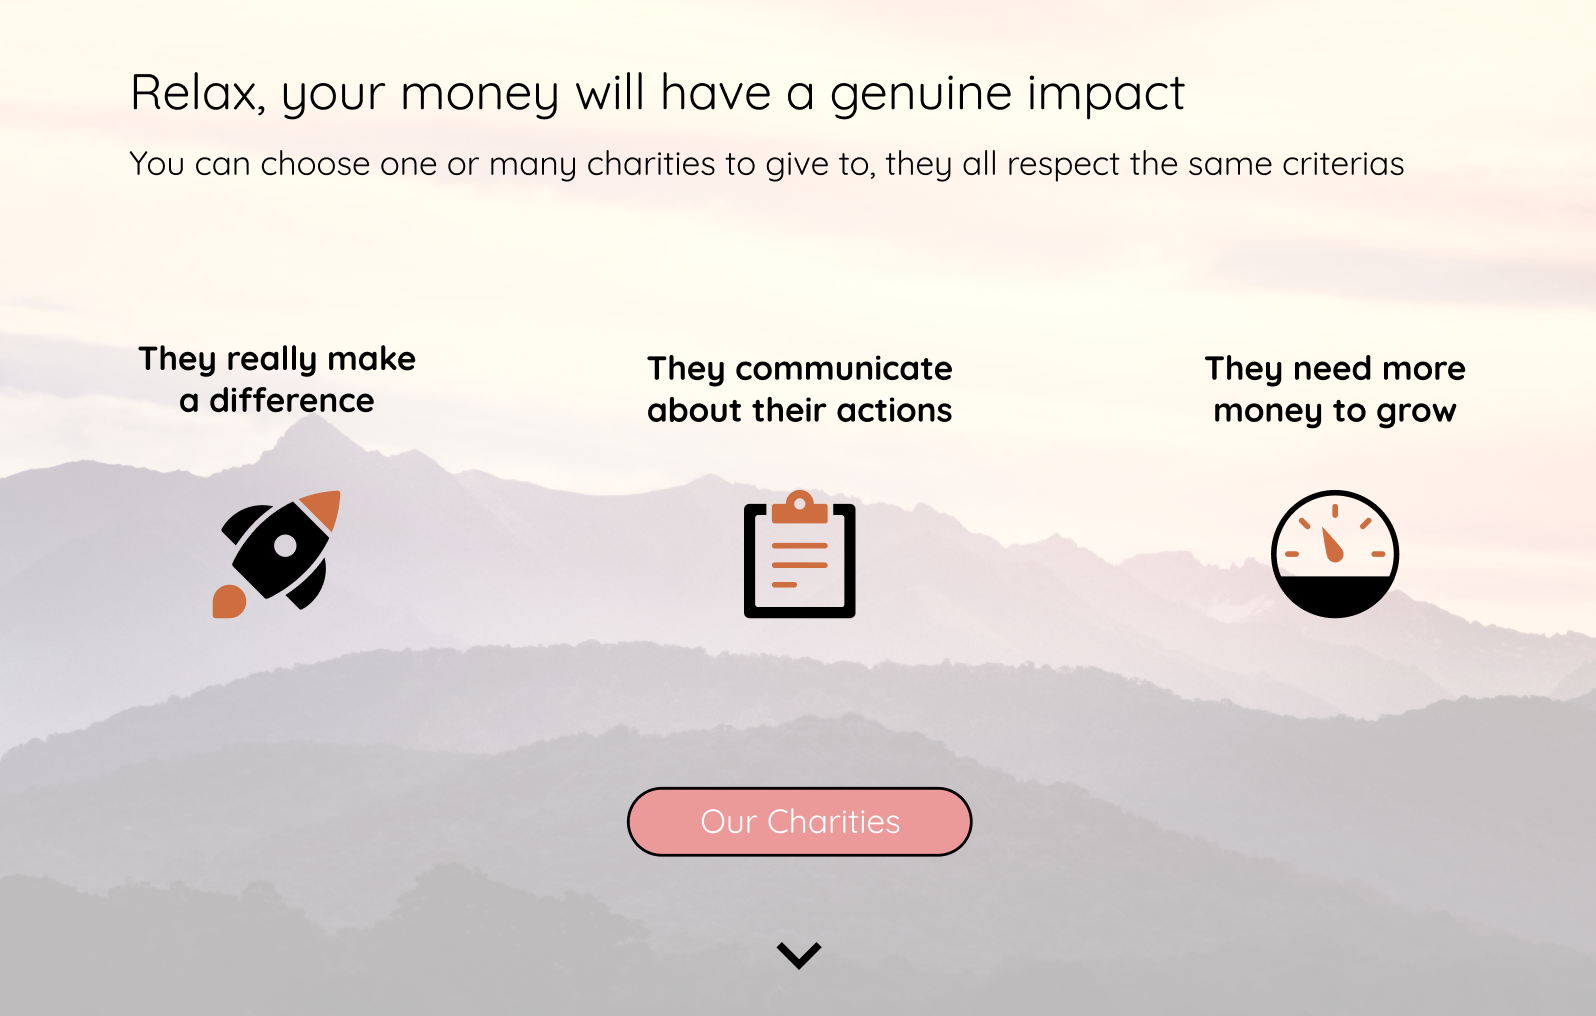 Relax, your money will have a genuine impact
You can choose one or many charities to give to, they all respect the same criterias
They really make
a difference
They communicate
about their actions
They need more
money to grow
Our Charities